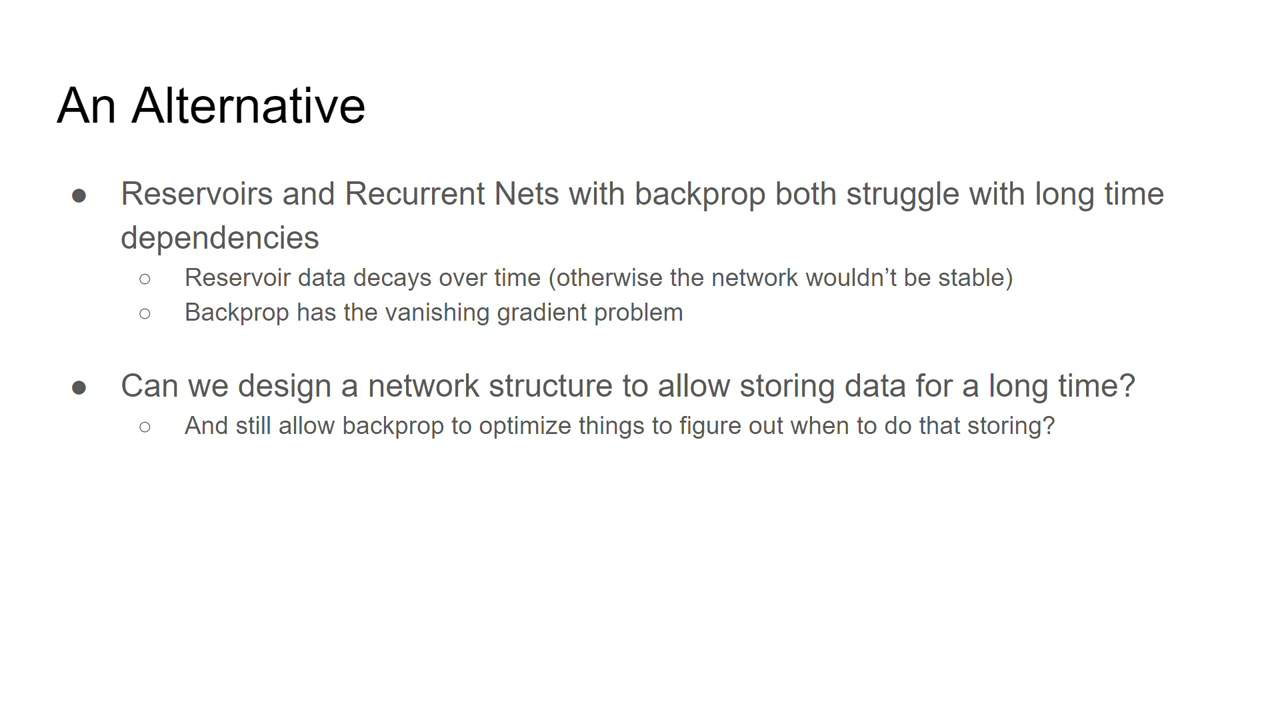 An Alternative
● Reservoirs and Recurrent Nets with backprop both struggle with long time
dependencies
○ Reservoir data decays over time (otherwise the network wouldn’t be stable)
○ Backprop has the vanishing gradient problem
● Can we design a network structure to allow storing data for a long time?
○ And still allow backprop to optimize things to figure out when to do that storing?